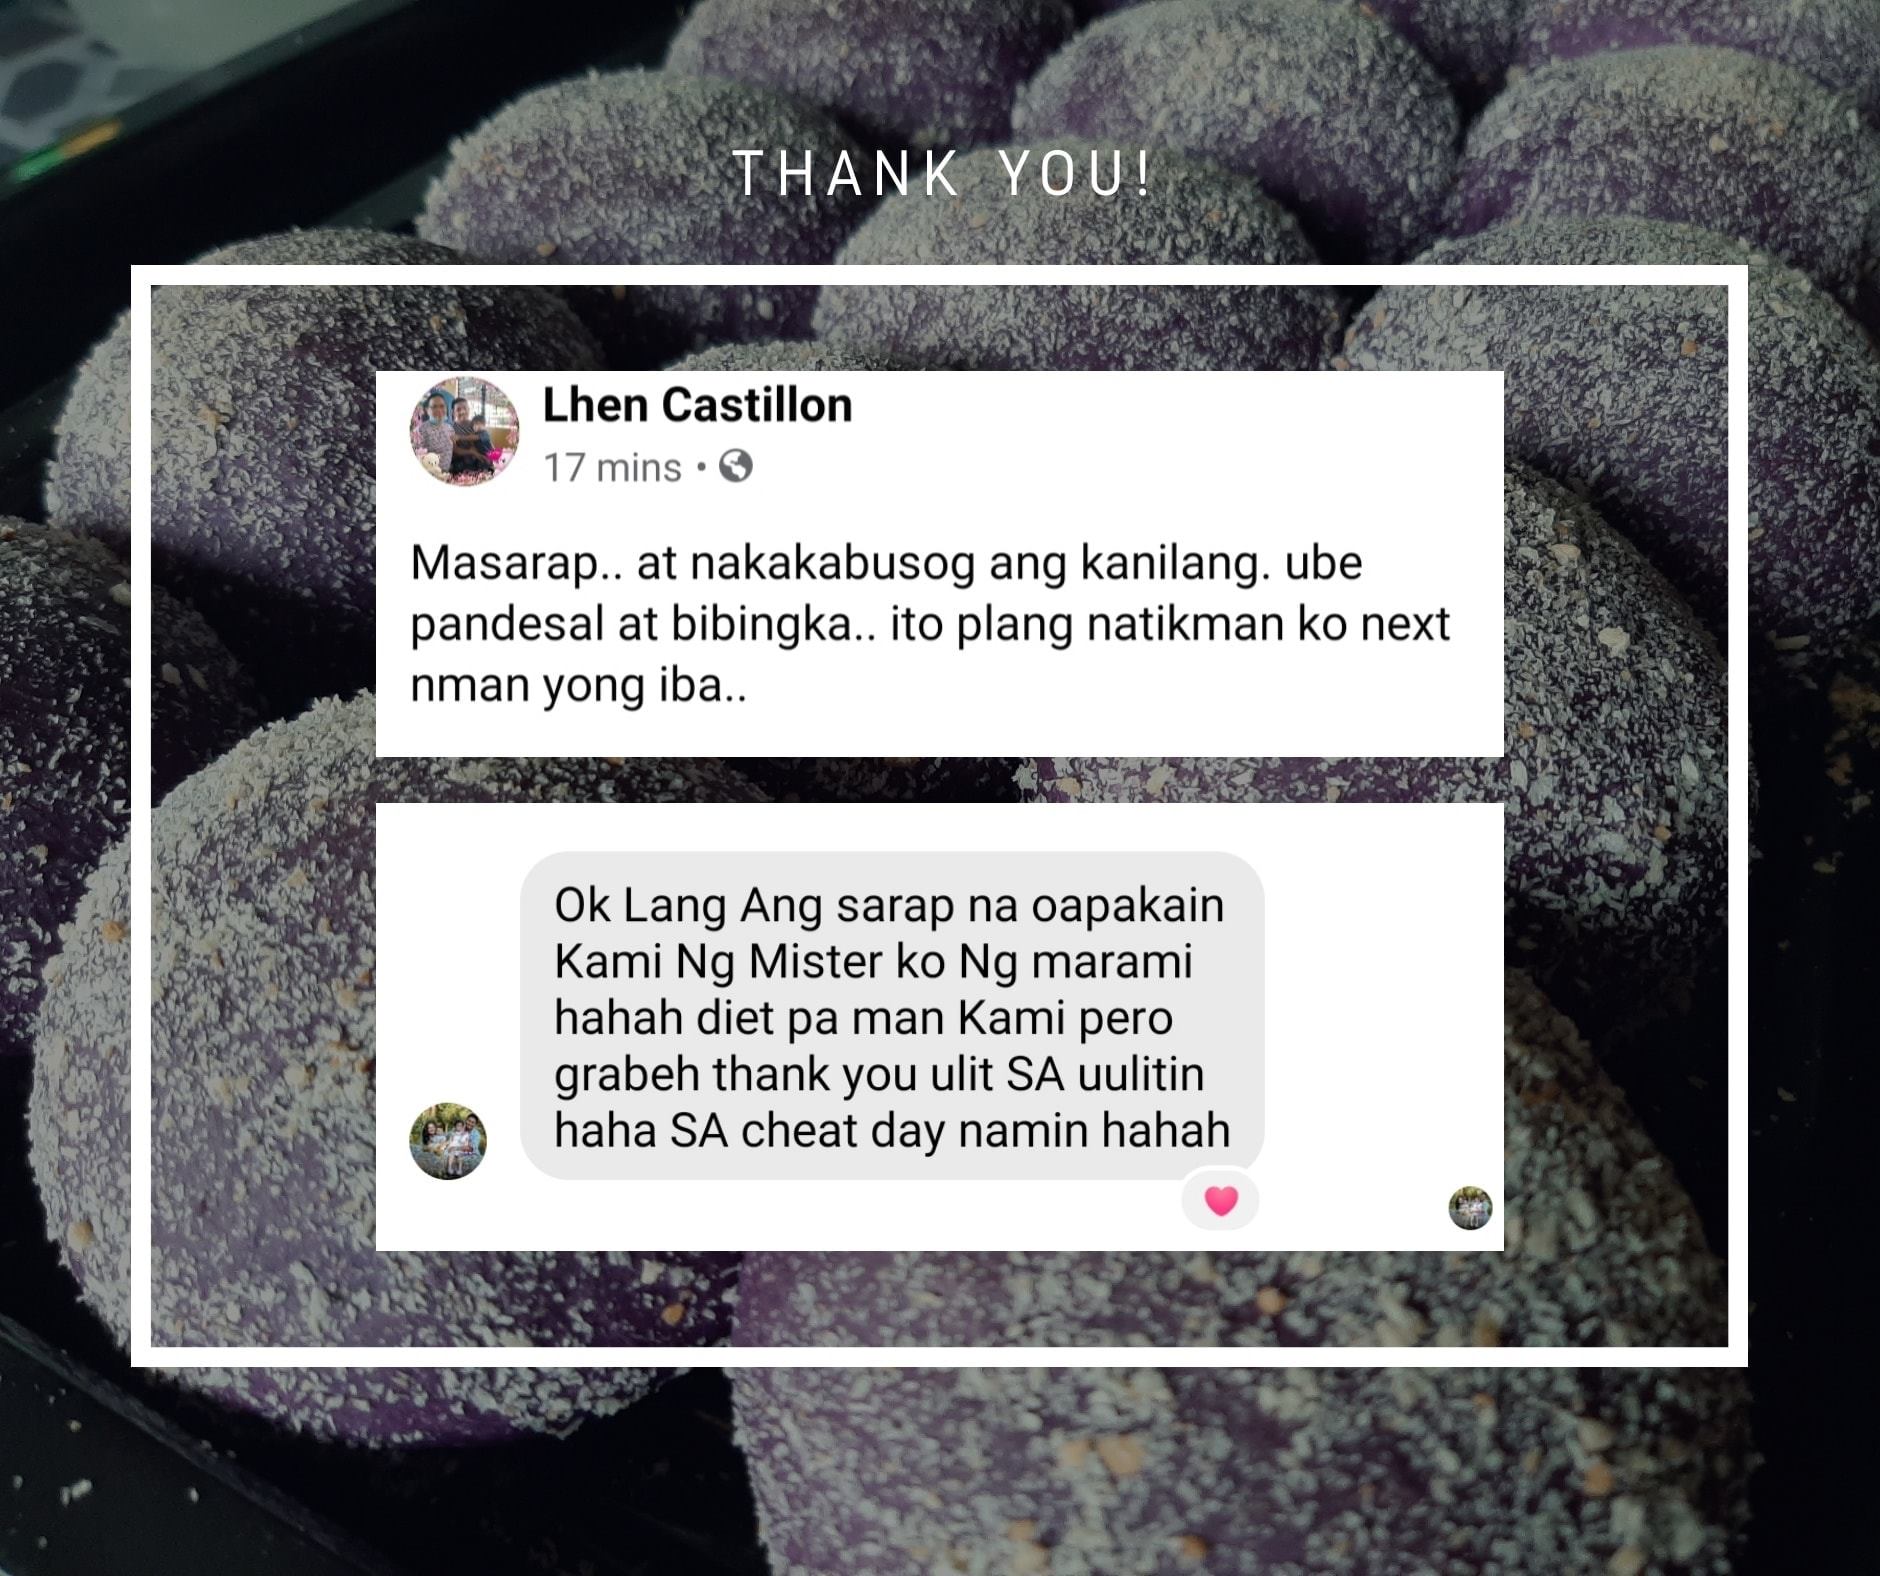 THANK YOU!
Lhen Castillon
17 mins •
Masarap.. at nakakabusog ang kanilang. ube
pandesal at bibingka.. ito plang natikman ko next
nman yong iba..
Ok Lang Ang sarap na oapakain
Kami Ng Mister ko Ng marami
hahah diet pa man Kami pero
grabeh thank you ulit SA uulitin
haha SA cheat day namin hahah